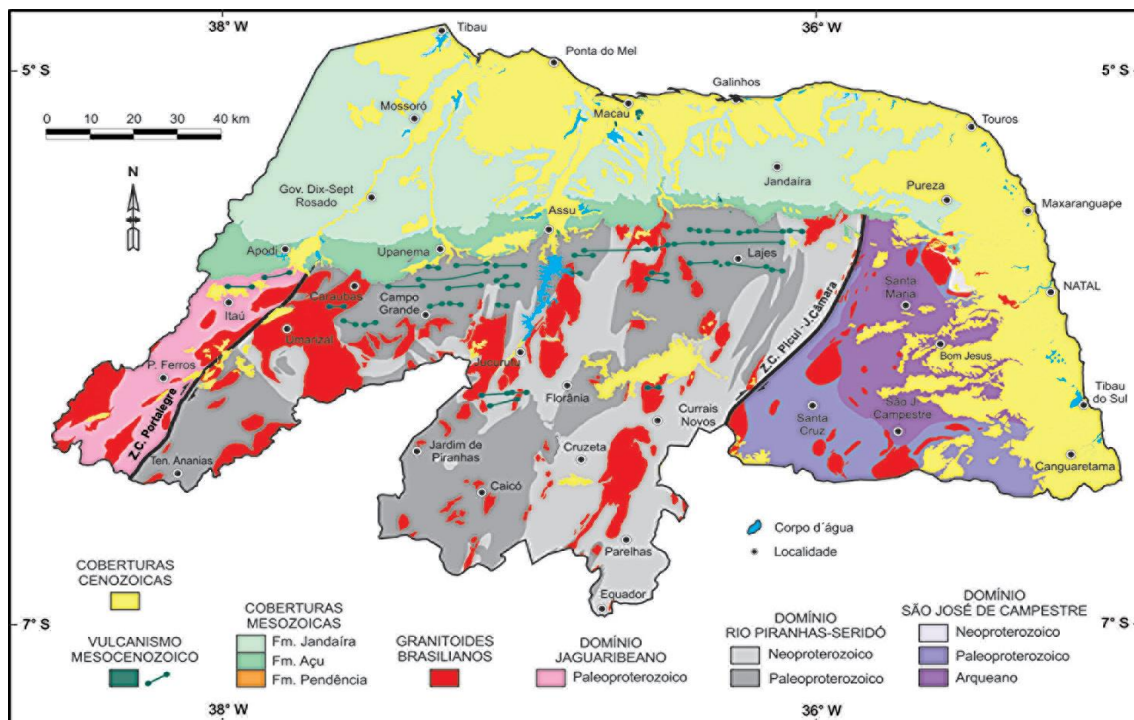 38° W
36° W
5° S
5° S
Tibau
Ponta do Mel
Galinhos
Macau
Mossoró
Touros
0 10 20 30 40 km
N
Jandaíra
Pureza
Gov. Dix-Sept
Rosado
Maxaranguape
Assu
Apodi
Upanema
Lajes
Caraúbas
Santa
Maria
NATAL
Itaú
Campo
Grande
Umarizal
Z.C. Picuí -J.Câmara
Bom Jesus
P. Ferros
Jucurutu
Florânia
Tibau
do Sul
Z.C. Portalegre
Currais
Novos
Santa
Cruz
São J.
Campestre
Ten. Ananias
Jardim de
Piranhas
Cruzeta
Canguaretama
Caicó
Corpo d´água
Localidade
Parelhas
Equador
COBERTURAS
CENOZOICAS
VULCANISMO
MESOCENOZOICO
COBERTURAS
MESOZOICAS
Fm. Jandaíra
Fm. Açu
Fm. Pendência
GRANITOIDES
BRASILIANOS
DOMÍNIO
JAGUARIBEANO
Paleoproterozoico
DOMÍNIO
RIO PIRANHAS-SERIDÓ
Neoproterozoico
Paleoproterozoico
DOMÍNIO
SÃO JOSÉ DE CAMPESTRE
Neoproterozoico
Paleoproterozoico
Arqueano
7° S
7° S
38° W
36° W